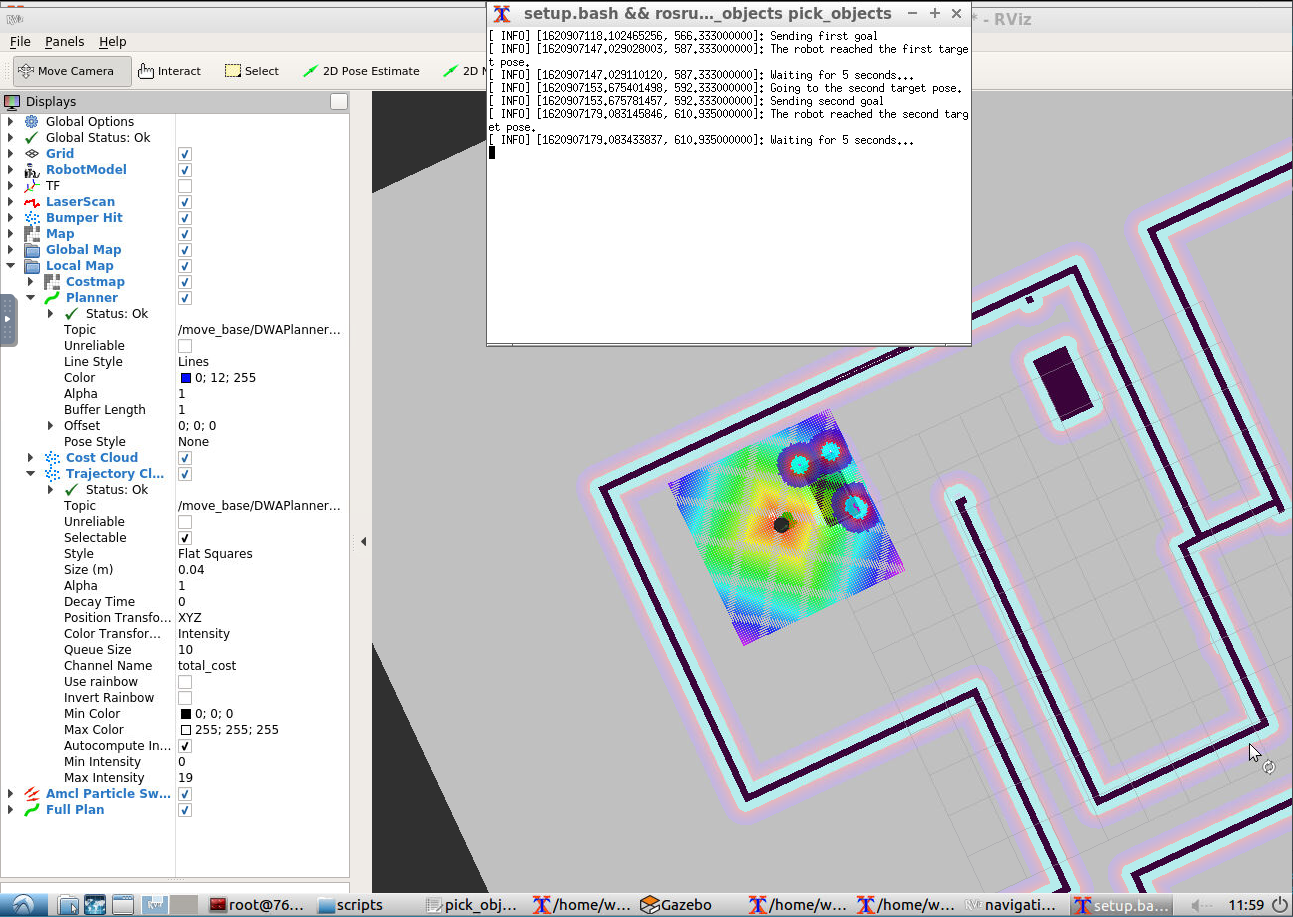 setup.bash && rosru..._objects pick_objects
* - RViz
File Panels Help
Move Camera Interact Select 2D Pose Estimate 2D
[ INFO] [1620907118.102465256, 566.333000000]: Sending first goal
[ INFO] [1620907147.029028003, 587.333000000]: The robot reached the first targe
t pose.
[ INFO] [1620907147.029110120, 587.333000000]: Waiting for 5 seconds...
[ INFO] [1620907153.675401498, 592.333000000]: Going to the second target pose.
[ INFO] [1620907153.675781457, 592.333000000]: Sending second goal
[ INFO] [1620907179.083145846, 610.935000000]: The robot reached the second targ
et pose.
[ INFO] [1620907179.083433837, 610.935000000]: Waiting for 5 seconds...
Displays
Global Options
Global Status: Ok
Grid
RobotModel
TF
LaserScan
Bumper Hit
Map
Global Map
Local Map
Costmap
Planner
Status: Ok
Topic /move_base/DWAPlanner...
Unreliable
Line Style Lines
Color 0; 12; 255
Alpha 1
Buffer Length 1
Offset 0; 0; 0
Pose Style None
Cost Cloud
Trajectory Cl...
Status: Ok
Topic /move_base/DWAPlanner...
Unreliable
Selectable
Style Flat Squares
Size (m) 0.04
Alpha 1
Decay Time 0
Position Transfo... XYZ
Color Transfor... Intensity
Queue Size 10
Channel Name total_cost
Use rainbow
Invert Rainbow
Min Color 0; 0; 0
Max Color 255; 255; 255
Autocompute In...
Min Intensity 0
Max Intensity 19
Amcl Particle Sw...
Full Plan
root@76... scripts pick_obj... /home/w... Gazebo /home/w... /home/w... RViz navigati... setup.ba... 11:59